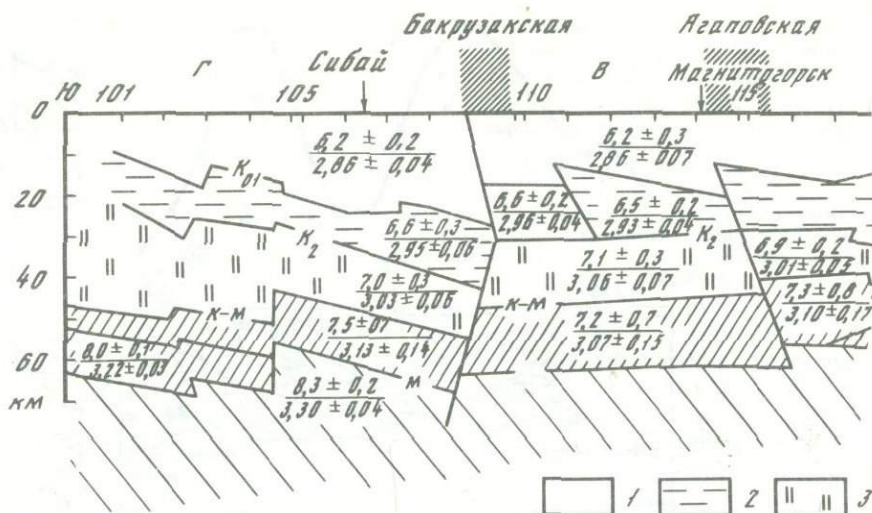 Бакрузакская Агаповская
Г Сибай В Магнитогорск
Ю 101 105 110 115
0
6,2 ± 0,2
2,86 ± 0,04
6,2 ± 0,3
2,86 ± 0,07
K01
20
6,6 ± 0,3
2,95 ± 0,06
6,6 ± 0,2
2,96 ± 0,04
6,5 ± 0,2
2,93 ± 0,04
K2
K2
6,9 ± 0,2
3,01 ± 0,05
40
7,0 ± 0,3
3,03 ± 0,06
7,1 ± 0,3
3,06 ± 0,07
7,3 ± 0,8
3,10 ± 0,17
К-М
К-М
7,2 ± 0,7
3,07 ± 0,15
3,13 ± 0,14
60
8,0 ± 0,1
3,22 ± 0,03
М
км
8,3 ± 0,2
3,30 ± 0,04
1 2 3